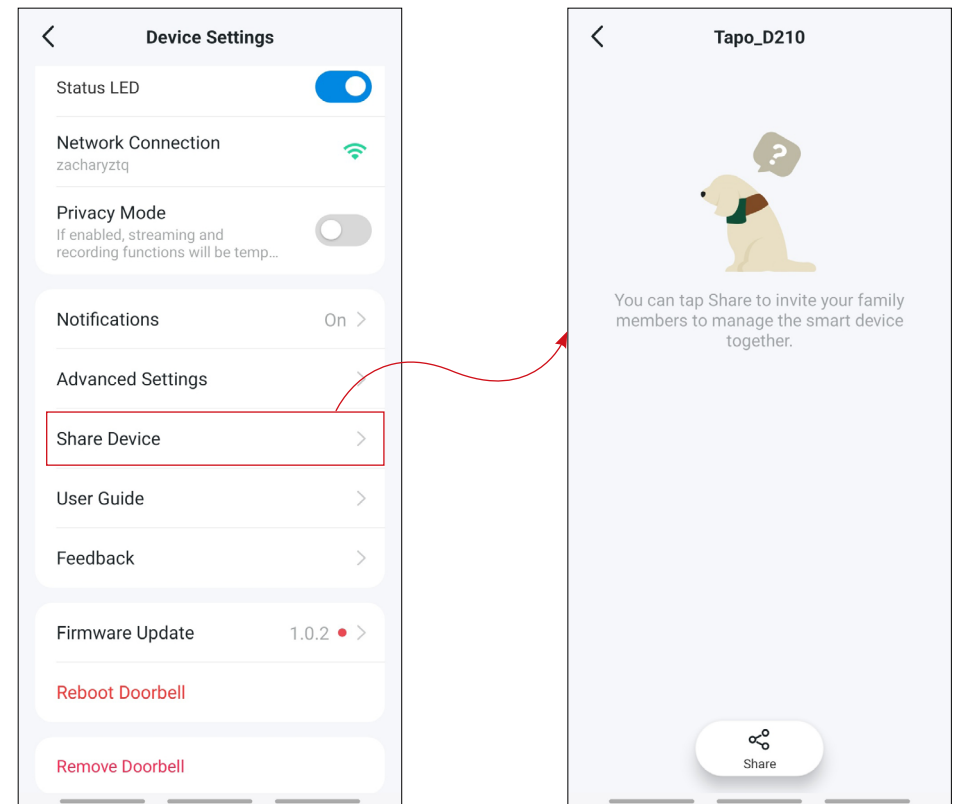 Device Settings
Status LED
Network Connection
zacharyztq
Privacy Mode
If enabled, streaming and
recording functions will be temp...
Notifications
On
Advanced Settings
Share Device
User Guide
Feedback
Firmware Update
1.0.2
Reboot Doorbell
Remove Doorbell
Tapo_D210
?
You can tap Share to invite your family
members to manage the smart device
together.
Share